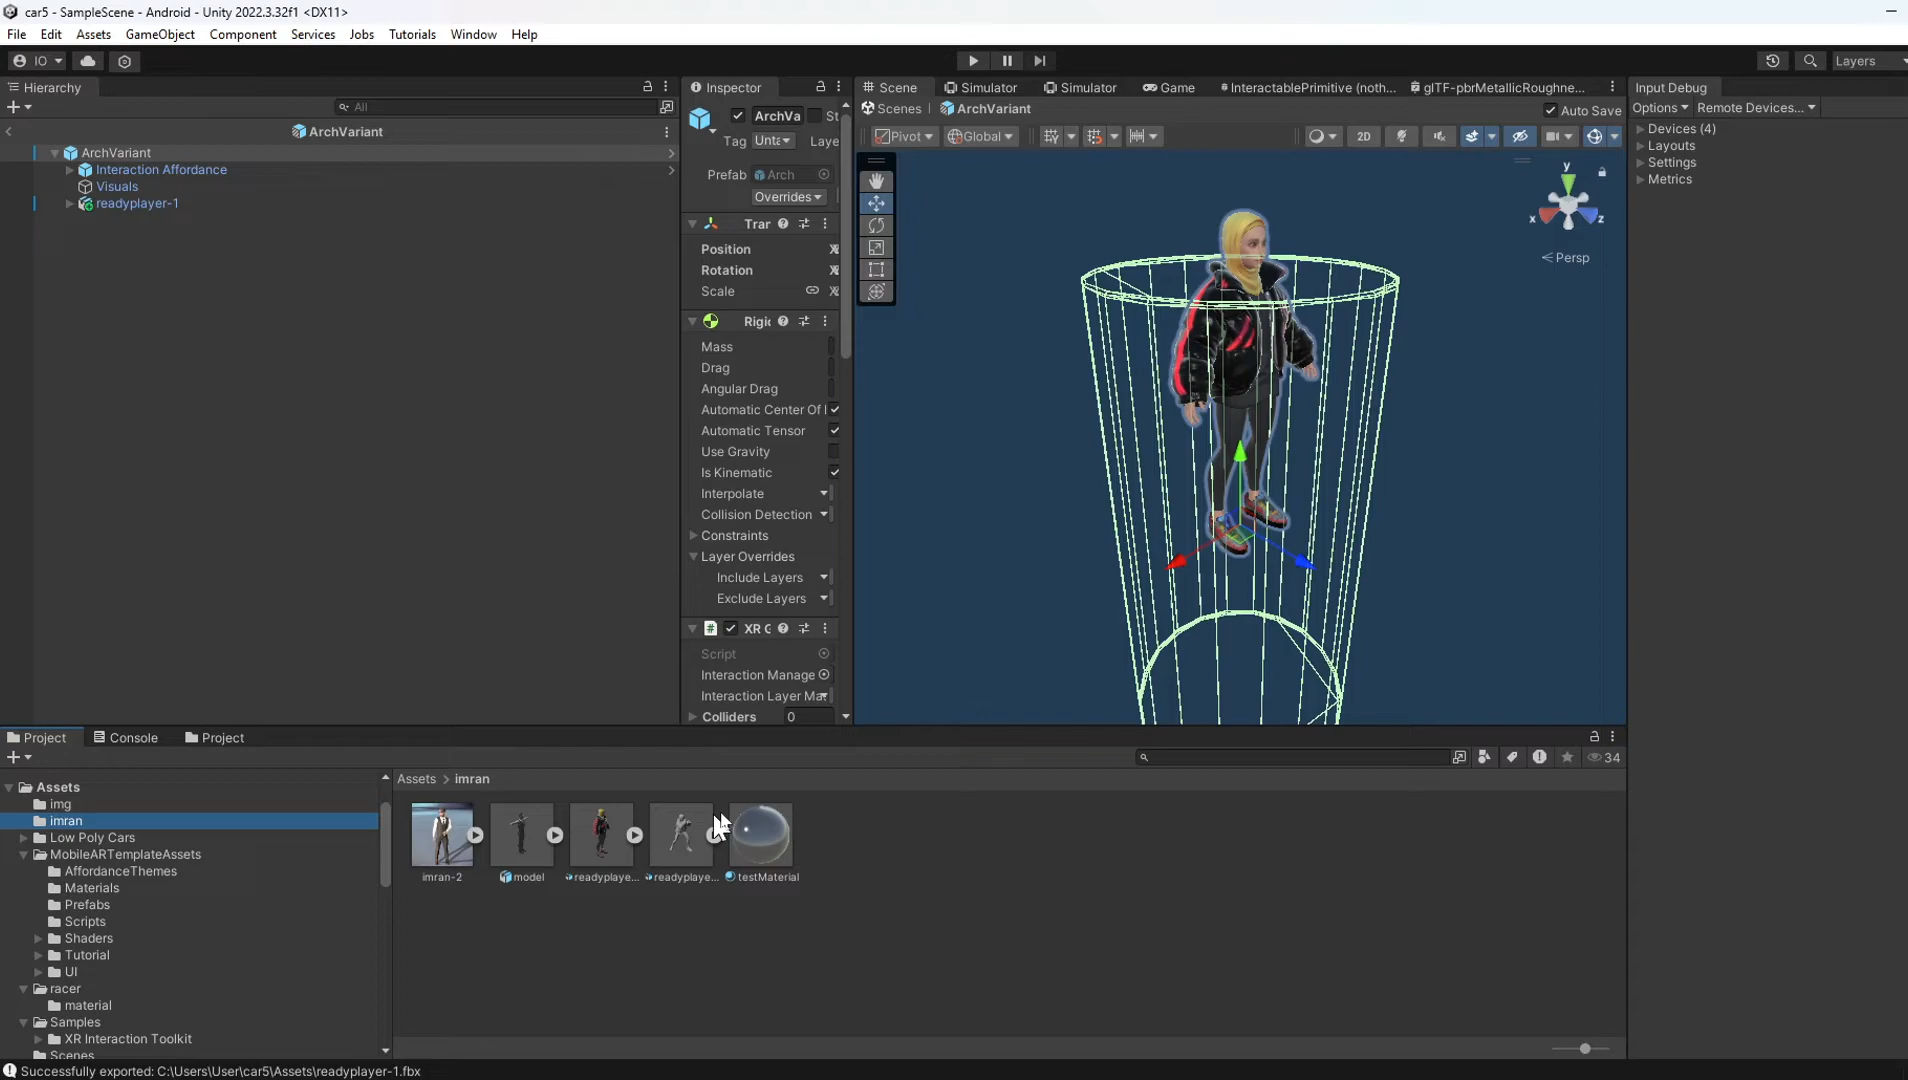 car5 - SampleScene - Android - Unity 2022.3.32f1 <DX11>
File Edit Assets GameObject Component Services Jobs Tutorials Window Help
IO
Layers
Hierarchy
All
ArchVariant
ArchVariant
Interaction Affordance
Visuals
readyplayer-1
Inspector
ArchVa St
Tag Unta Laye
Prefab Arch
Overrides
Tran
Position X
Rotation X
Scale X
Rigid
Mass
Drag
Angular Drag
Automatic Center Of
Automatic Tensor
Use Gravity
Is Kinematic
Interpolate
Collision Detection
Constraints
Layer Overrides
Include Layers
Exclude Layers
# XR G
Script
Interaction Manage
Interaction Layer Ma
Colliders 0
Scene Simulator Simulator Game InteractablePrimitive (noth... glTF-pbrMetallicRoughne...
Scenes ArchVariant Auto Save
Pivot Global 2D
y
x z
Persp
Input Debug
Options Remote Devices...
Devices (4)
Layouts
Settings
Metrics
Project Console Project
34
Assets
img
imran
Low Poly Cars
MobileARTemplateAssets
AffordanceThemes
Materials
Prefabs
Scripts
Shaders
Tutorial
UI
racer
material
Samples
XR Interaction Toolkit
Scenes
Assets > imran
imran-2 model readyplaye... readyplaye... testMaterial
Successfully exported: C:\Users\User\car5\Assets\readyplayer-1.fbx